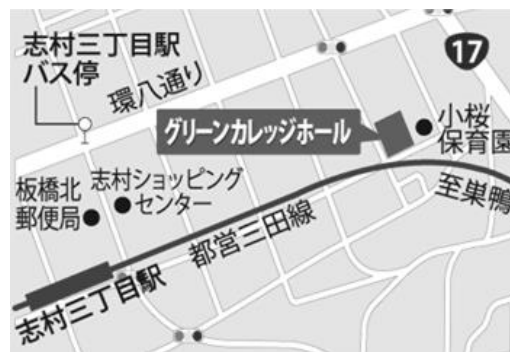 志村三丁目駅
バス停
環八通り
17
グリーンカレッジホール
小桜
保育園
板橋北
郵便局
志村ショッピング
センター
至巣鴨
都営三田線
志村三丁目駅